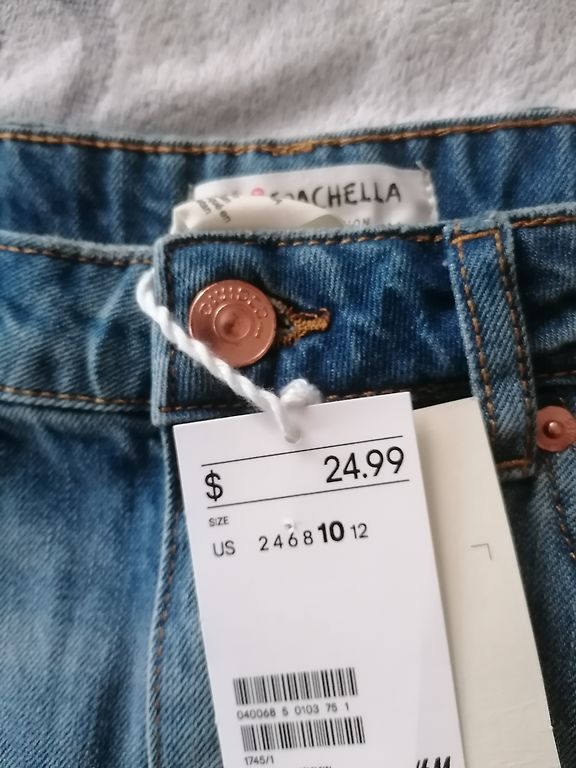 COACHELLA
$ 24.99
SIZE
US 2 4 6 8 10 12
040068 5 0103 75 1
1745/1